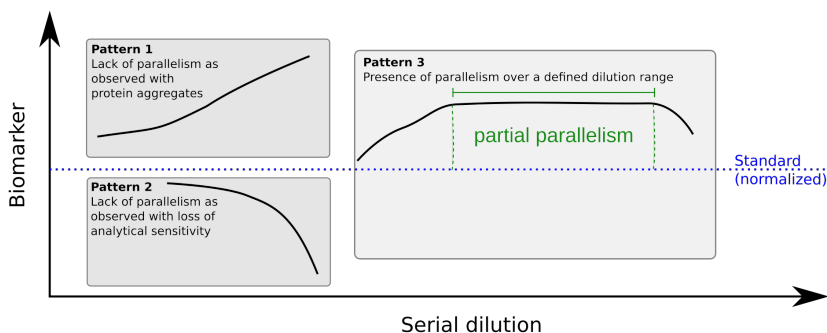 Pattern 1
Lack of parallelism as
observed with
protein aggregates
Pattern 2
Lack of parallelism as
observed with loss of
analytical sensitivity
Pattern 3
Presence of parallelism over a defined dilution range
partial parallelism
Standard
(normalized)
Biomarker
Serial dilution